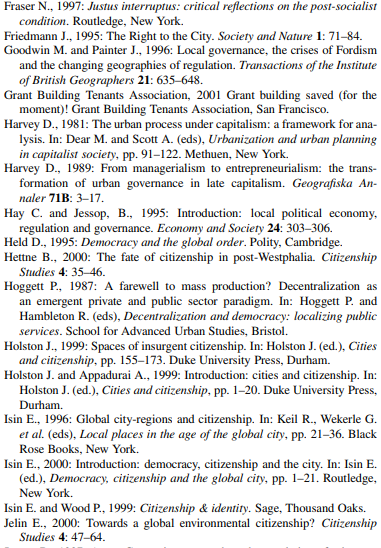 Fraser N., 1997: Justus interruptus: critical reflections on the post-socialist
condition. Routledge, New York.
Friedmann J., 1995: The Right to the City. Society and Nature 1: 71–84.
Goodwin M. and Painter J., 1996: Local governance, the crises of Fordism
and the changing geographies of regulation. Transactions of the Institute
of British Geographers 21: 635–648.
Grant Building Tenants Association, 2001 Grant building saved (for the
moment)! Grant Building Tenants Association, San Francisco.
Harvey D., 1981: The urban process under capitalism: a framework for ana-
lysis. In: Dear M. and Scott A. (eds), Urbanization and urban planning
in capitalist society, pp. 91–122. Methuen, New York.
Harvey D., 1989: From managerialism to entrepreneurialism: the trans-
formation of urban governance in late capitalism. Geografiska An-
naler 71B: 3–17.
Hay C. and Jessop, B., 1995: Introduction: local political economy,
regulation and governance. Economy and Society 24: 303–306.
Held D., 1995: Democracy and the global order. Polity, Cambridge.
Hettne B., 2000: The fate of citizenship in post-Westphalia. Citizenship
Studies 4: 35–46.
Hoggett P., 1987: A farewell to mass production? Decentralization as
an emergent private and public sector paradigm. In: Hoggett P. and
Hambleton R. (eds), Decentralization and democracy: localizing public
services. School for Advanced Urban Studies, Bristol.
Holston J., 1999: Spaces of insurgent citizenship. In: Holston J. (ed.), Cities
and citizenship, pp. 155–173. Duke University Press, Durham.
Holston J. and Appadurai A., 1999: Introduction: cities and citizenship. In:
Holston J. (ed.), Cities and citizenship, pp. 1–20. Duke University Press,
Durham.
Isin E., 1996: Global city-regions and citizenship. In: Keil R., Wekerle G.
et al. (eds), Local places in the age of the global city, pp. 21–36. Black
Rose Books, New York.
Isin E., 2000: Introduction: democracy, citizenship and the city. In: Isin E.
(ed.), Democracy, citizenship and the global city, pp. 1–21. Routledge,
New York.
Isin E. and Wood P., 1999: Citizenship & identity. Sage, Thousand Oaks.
Jelin E., 2000: Towards a global environmental citizenship? Citizenship
Studies 4: 47–64.